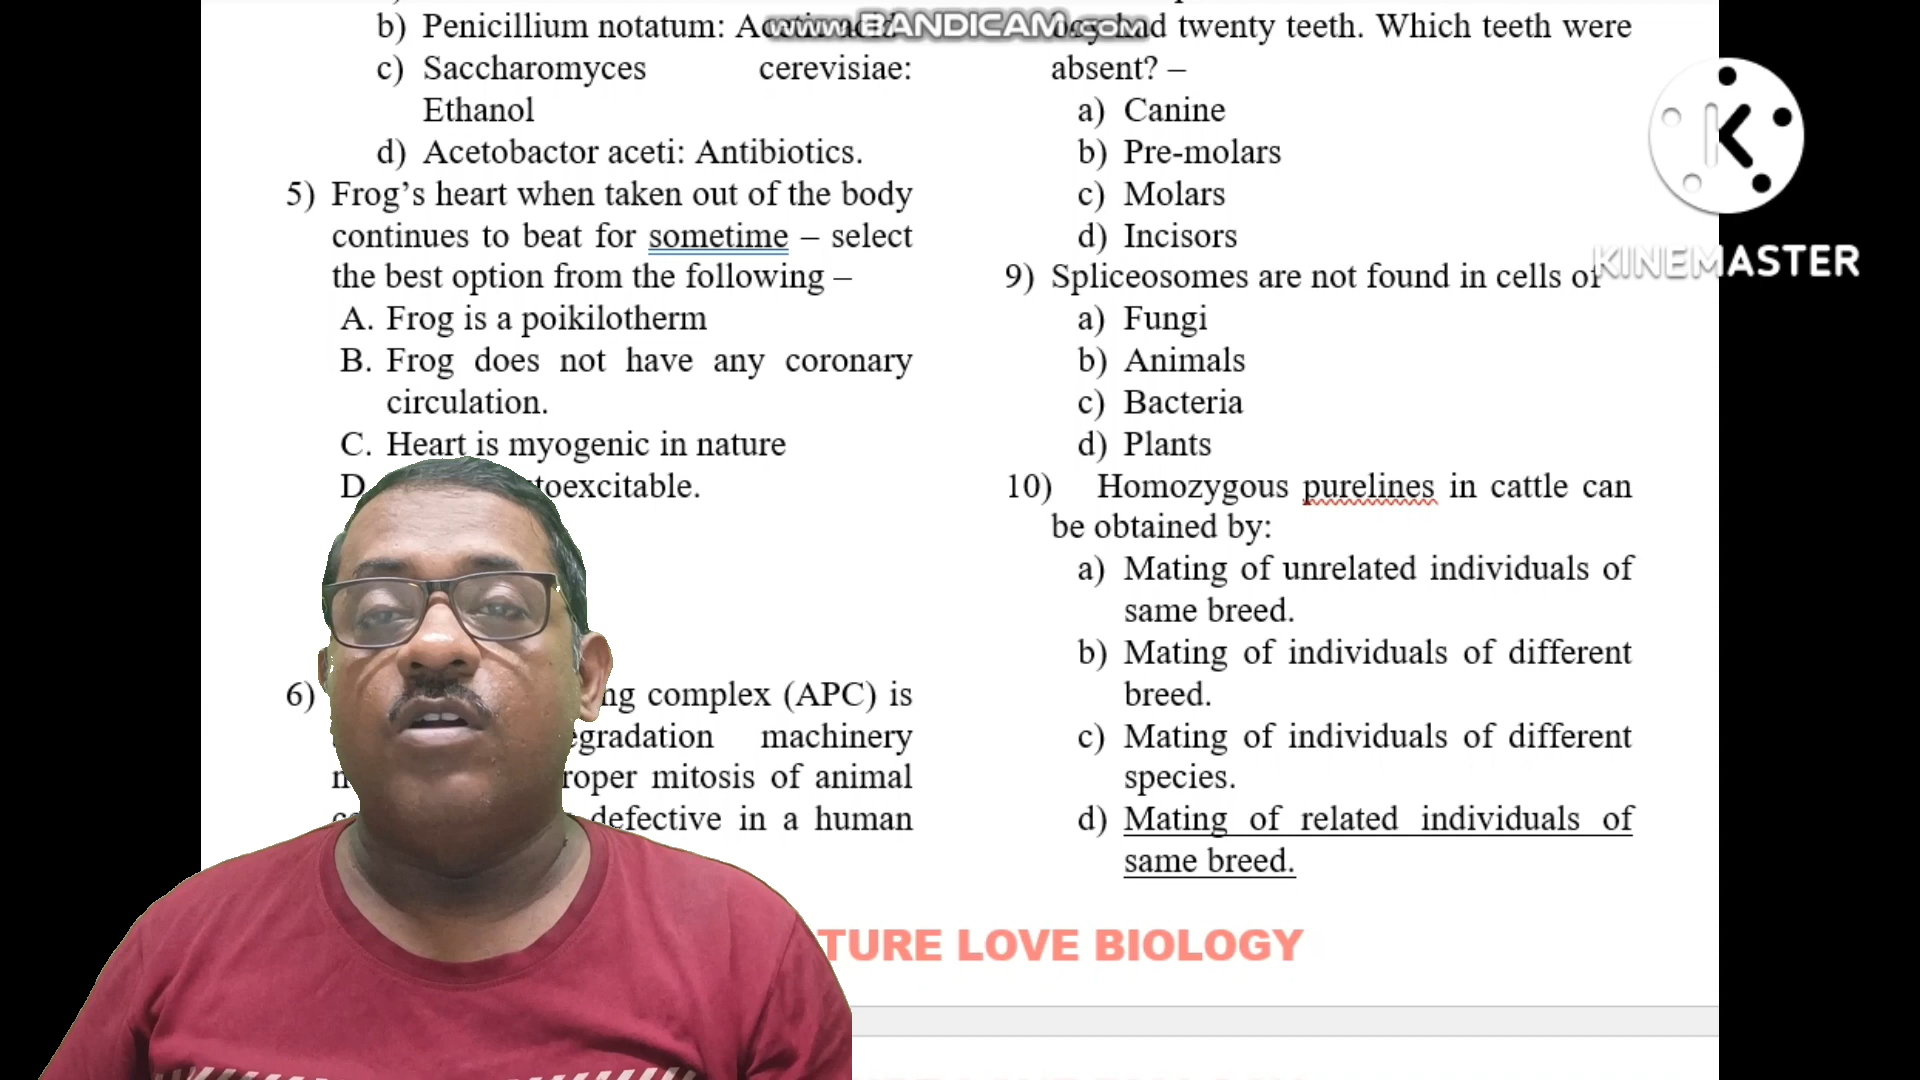 b) Penicillium notatum:
c) Saccharomyces cerevisiae:
Ethanol
d) Acetobactor aceti: Antibiotics.
5) Frog’s heart when taken out of the body
continues to beat for sometime – select
the best option from the following –
A. Frog is a poikilotherm
B. Frog does not have any coronary
circulation.
C. Heart is myogenic in nature
D. toexcitable.
6) ng complex (APC) is
egradation machinery
roper mitosis of animal
defective in a human
www.BANDICAM.com
had twenty teeth. Which teeth were
absent? –
a) Canine
b) Pre-molars
c) Molars
d) Incisors
9) Spliceosomes are not found in cells of
a) Fungi
b) Animals
c) Bacteria
d) Plants
10) Homozygous purelines in cattle can
be obtained by:
a) Mating of unrelated individuals of
same breed.
b) Mating of individuals of different
breed.
c) Mating of individuals of different
species.
d) Mating of related individuals of
same breed.
K
KINEMASTER
TURE LOVE BIOLOGY